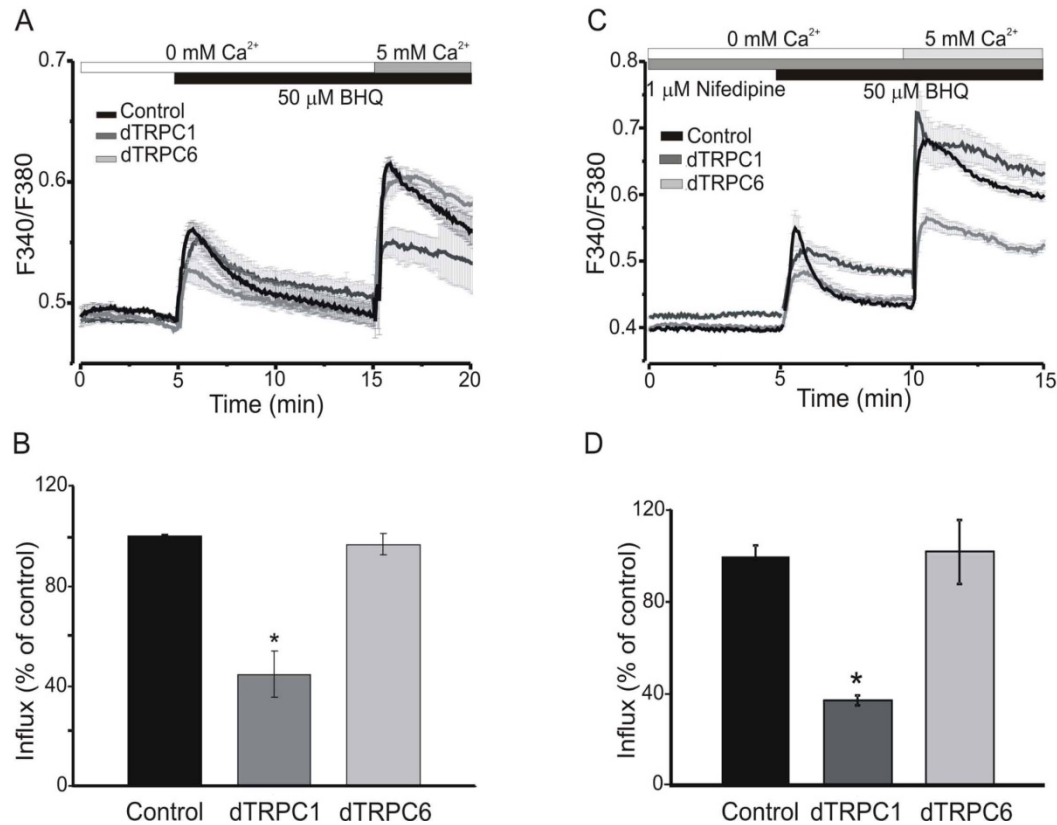 A
0 mM Ca²⁺
5 mM Ca²⁺
50 μM BHQ
Control
dTRPC1
dTRPC6
0.7
0.6
0.5
F340/F380
0
5
10
15
20
Time (min)
C
0 mM Ca²⁺
5 mM Ca²⁺
1 μM Nifedipine
50 μM BHQ
Control
dTRPC1
dTRPC6
0.8
0.7
0.6
0.5
0.4
F340/F380
0
5
10
15
Time (min)
B
120
80
40
0
Influx (% of control)
*
Control
dTRPC1
dTRPC6
D
120
80
40
0
Influx (% of control)
*
Control
dTRPC1
dTRPC6